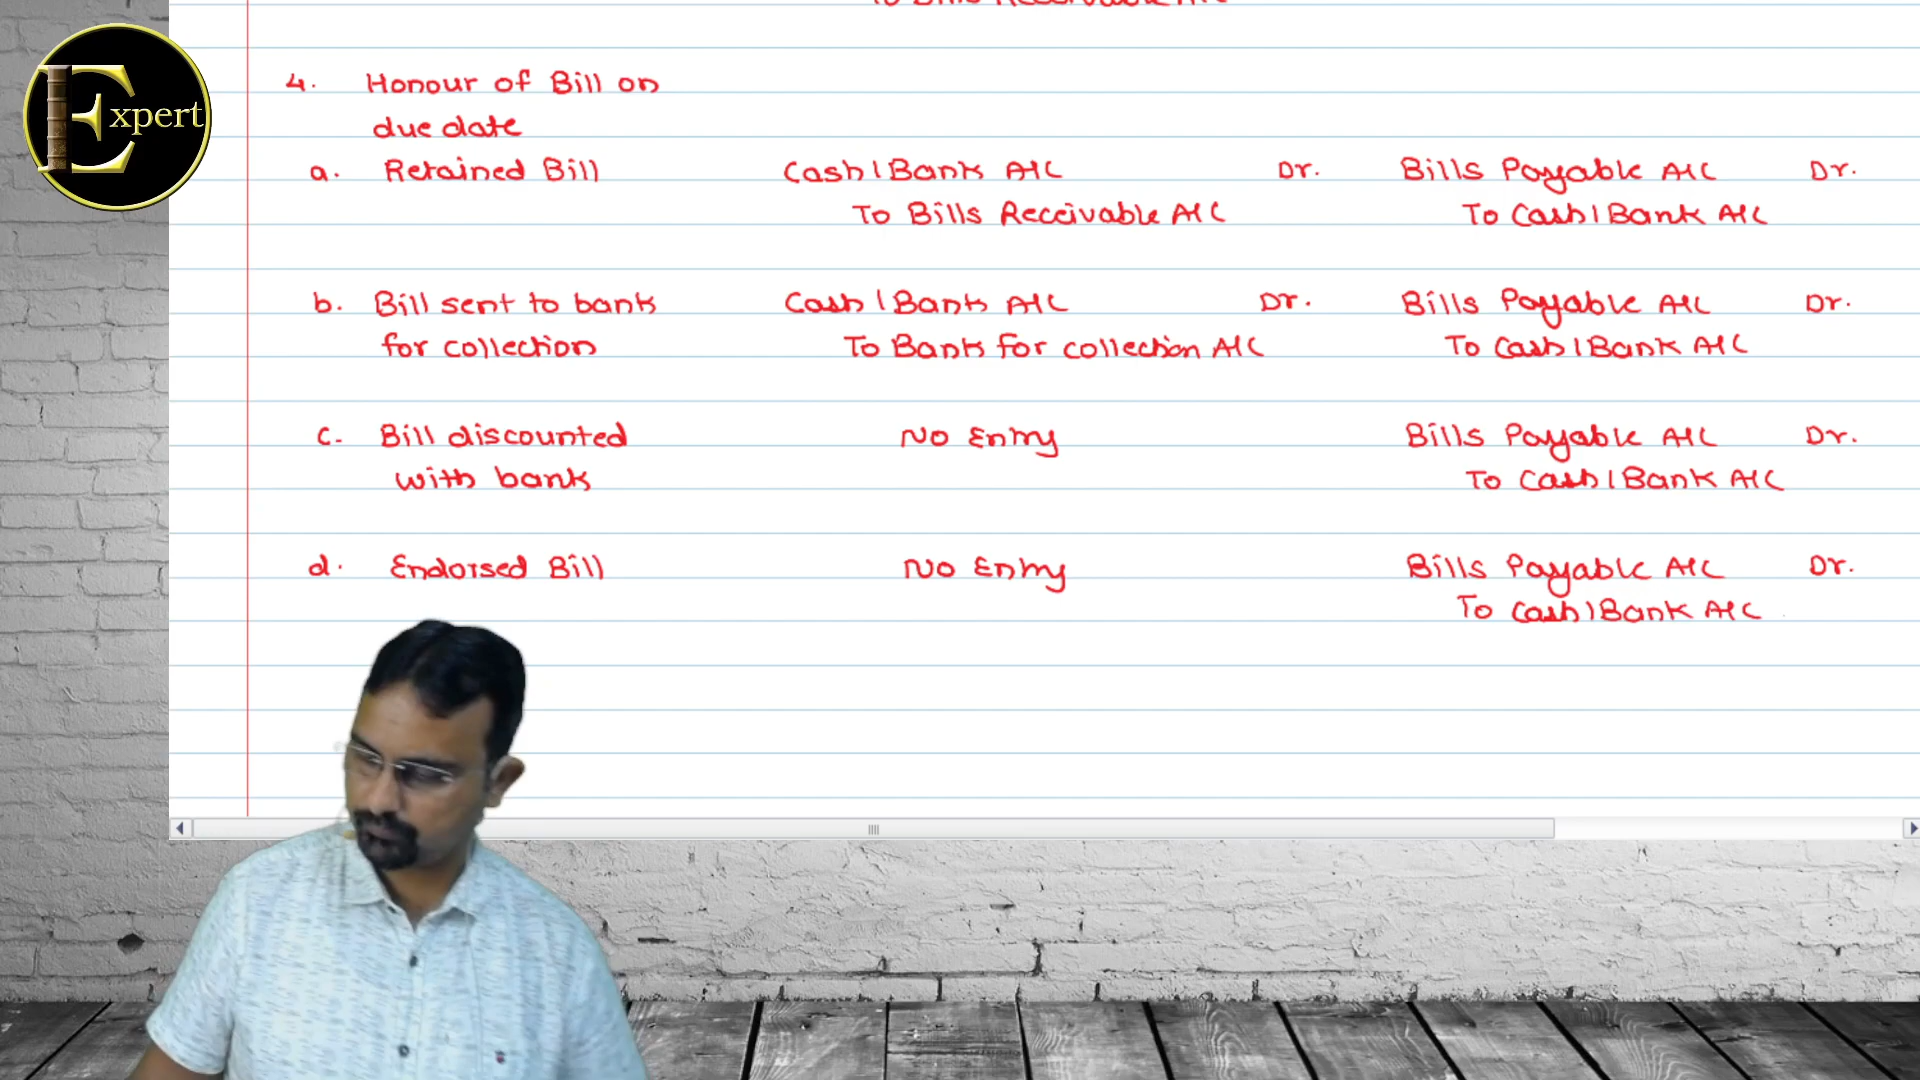 Expert
To Bills Receivable A/C
4. Honour of Bill on
due date
a. Retained Bill Cash/Bank A/C Dr. Bills Payable A/C Dr.
To Bills Receivable A/C To Cash/Bank A/C
b. Bill sent to bank Cash/Bank A/C Dr. Bills Payable A/C Dr.
for collection To Bank for collection A/C To Cash/Bank A/C
c. Bill discounted No Entry Bills Payable A/C Dr.
with bank To Cash/Bank A/C
d. Endorsed Bill No Entry Bills Payable A/C Dr.
To Cash/Bank A/C